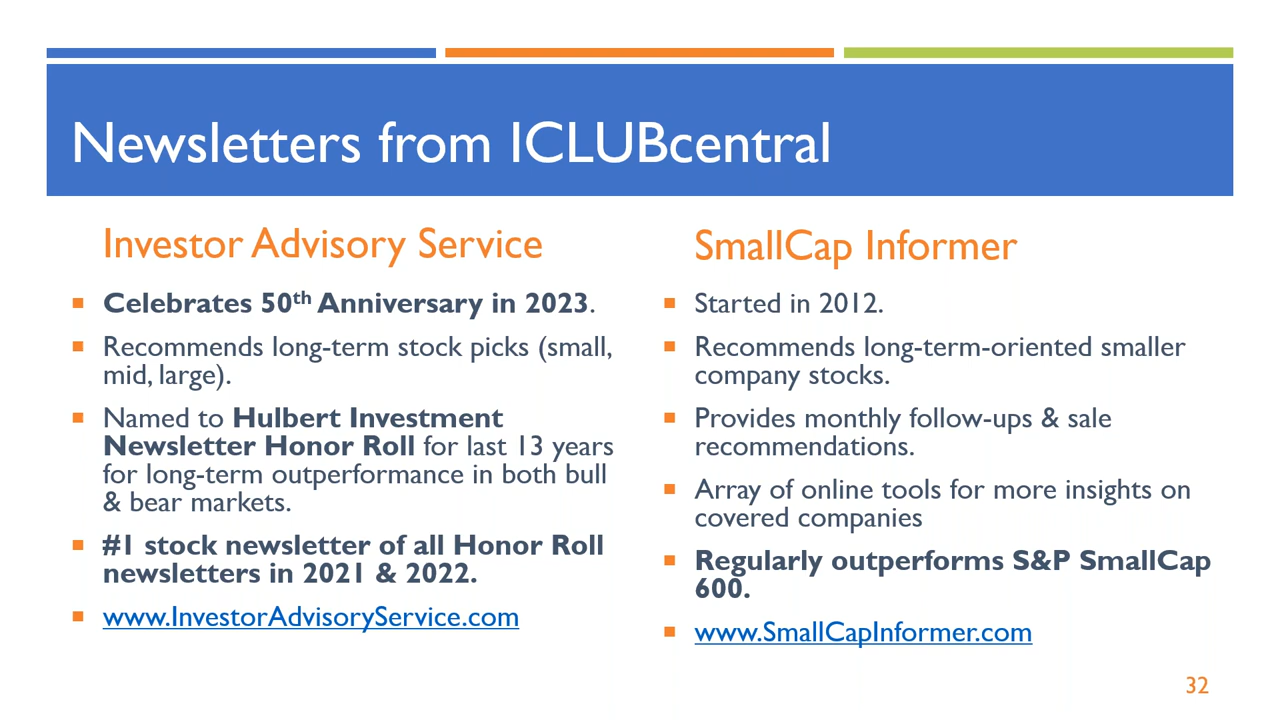 Newsletters from ICLUBcentral
Investor Advisory Service
▪ Celebrates 50th Anniversary in 2023.
▪ Recommends long-term stock picks (small,
mid, large).
▪ Named to Hulbert Investment
Newsletter Honor Roll for last 13 years
for long-term outperformance in both bull
& bear markets.
▪ #1 stock newsletter of all Honor Roll
newsletters in 2021 & 2022.
▪ www.InvestorAdvisoryService.com
SmallCap Informer
▪ Started in 2012.
▪ Recommends long-term-oriented smaller
company stocks.
▪ Provides monthly follow-ups & sale
recommendations.
▪ Array of online tools for more insights on
covered companies
▪ Regularly outperforms S&P SmallCap
600.
▪ www.SmallCapInformer.com
32